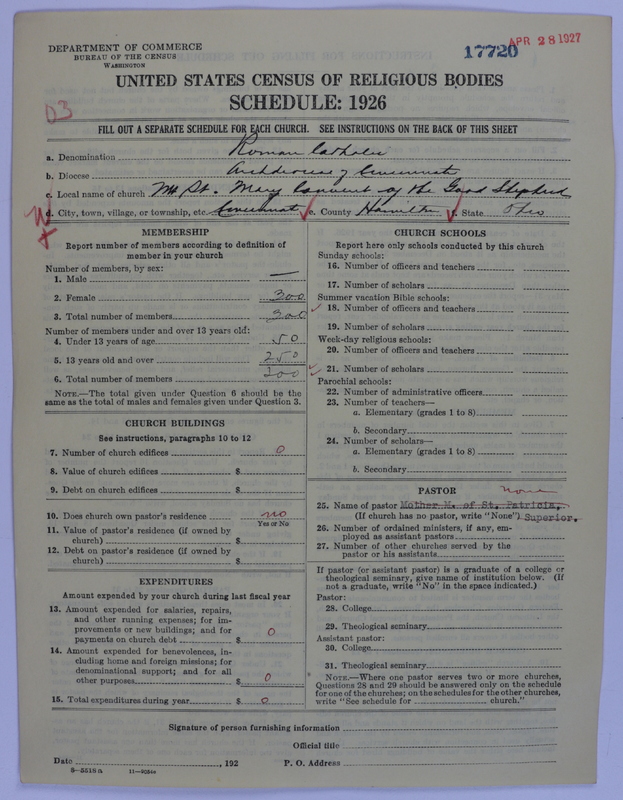 DEPARTMENT OF COMMERCE
BUREAU OF THE CENSUS
WASHINGTON
17720
APR 28 1927
UNITED STATES CENSUS OF RELIGIOUS BODIES
SCHEDULE: 1926
D3
FILL OUT A SEPARATE SCHEDULE FOR EACH CHURCH. SEE INSTRUCTIONS ON THE BACK OF THIS SHEET
a. Denomination Roman Catholic
b. Diocese Archdiocese of Cincinnati
c. Local name of church Mt St. Mary Convent of the Good Shepherd
d. City, town, village, or township, etc. Cincinnati e. County Hamilton f. State Ohio
MEMBERSHIP
Report number of members according to definition of
member in your church
Number of members, by sex:
1. Male —
2. Female 300
3. Total number of members 300
Number of members under and over 13 years old:
4. Under 13 years of age 50
5. 13 years old and over 250
6. Total number of members 300
NOTE.—The total given under Question 6 should be the
same as the total of males and females given under Question 3.
CHURCH BUILDINGS
See instructions, paragraphs 10 to 12
7. Number of church edifices 0
8. Value of church edifices $
9. Debt on church edifices $
10. Does church own pastor's residence no
Yes or No
11. Value of pastor's residence (if owned by
church) $
12. Debt on pastor's residence (if owned by
church) $
EXPENDITURES
Amount expended by your church during last fiscal year
13. Amount expended for salaries, repairs,
and other running expenses; for im-
provements or new buildings; and for
payments on church debt $ 0
14. Amount expended for benevolences, in-
cluding home and foreign missions; for
denominational support; and for all
other purposes $ 0
15. Total expenditures during year $ 0
CHURCH SCHOOLS
Report here only schools conducted by this church
Sunday schools:
16. Number of officers and teachers
17. Number of scholars
Summer vacation Bible schools:
18. Number of officers and teachers
19. Number of scholars
Week-day religious schools:
20. Number of officers and teachers
21. Number of scholars
Parochial schools:
22. Number of administrative officers
23. Number of teachers—
a. Elementary (grades 1 to 8)
b. Secondary
24. Number of scholars—
a. Elementary (grades 1 to 8)
b. Secondary
PASTOR
none
25. Name of pastor Mother M. of St. Patricia,
(If church has no pastor, write "None") Superior.
26. Number of ordained ministers, if any, em-
ployed as assistant pastors
27. Number of other churches served by the
pastor or his assistants
If pastor (or assistant pastor) is a graduate of a college or
theological seminary, give name of institution below. (If
not a graduate, write "No" in the space indicated.)
Pastor:
28. College
29. Theological seminary
Assistant pastor:
30. College
31. Theological seminary
NOTE.—Where one pastor serves two or more churches,
Questions 28 and 29 should be answered only on the schedule
for one of the churches; on the schedules for the other churches,
write "See schedule for church."
Signature of person furnishing information
Official title
Date , 192 P. O. Address
8—5518a 11—9054a